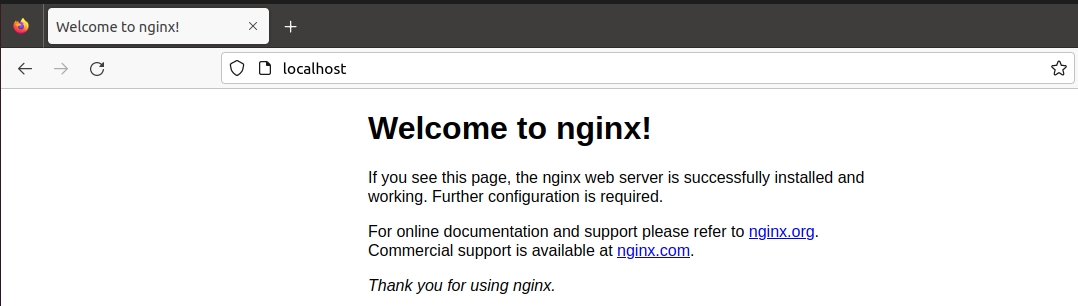 Welcome to nginx!
localhost
Welcome to nginx!
If you see this page, the nginx web server is successfully installed and
working. Further configuration is required.
For online documentation and support please refer to nginx.org.
Commercial support is available at nginx.com.
Thank you for using nginx.